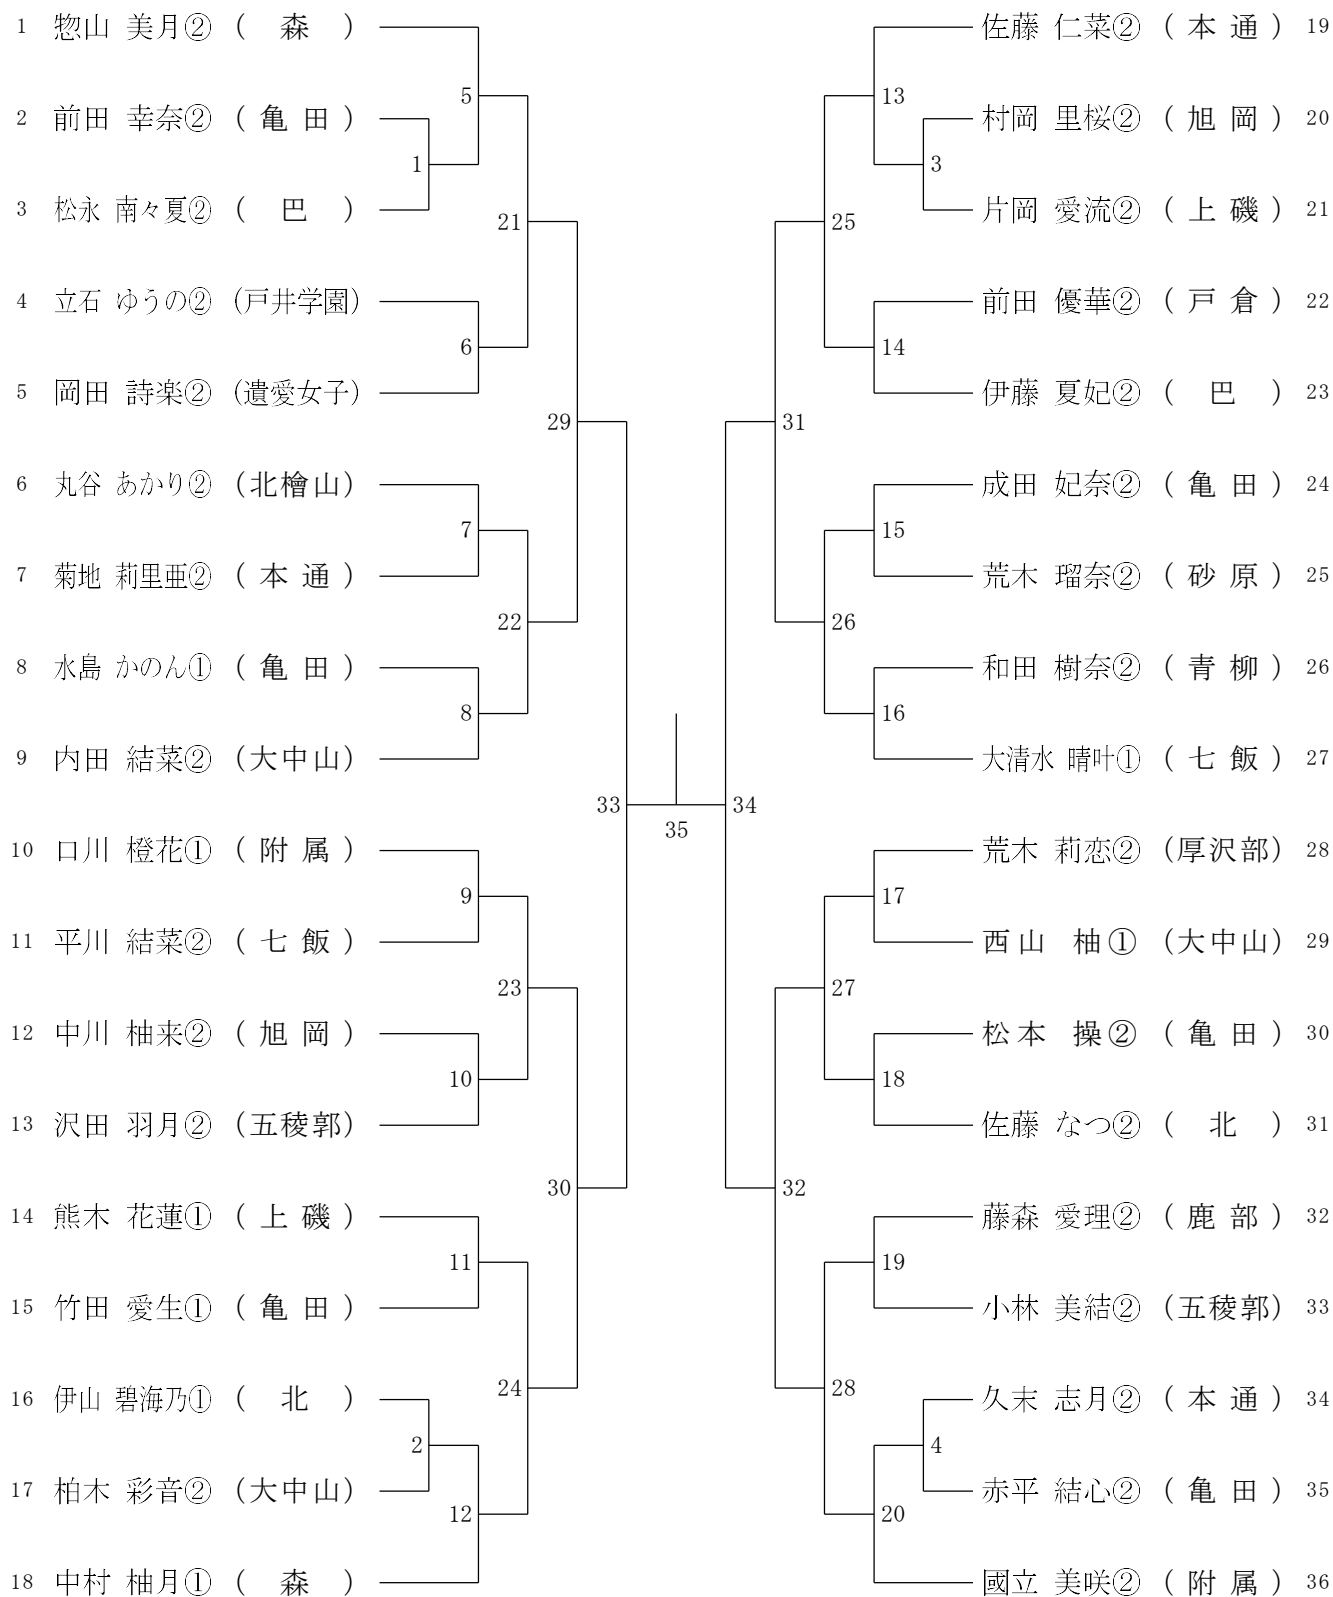 1 惣山 美月② ( 森 )
2 前田 幸奈② ( 亀 田 )
3 松永 南々夏② ( 巴 )
4 立石 ゆうの② (戸井学園)
5 岡田 詩楽② (遺愛女子)
6 丸谷 あかり② (北檜山)
7 菊地 莉里亜② ( 本 通 )
8 水島 かのん① ( 亀 田 )
9 内田 結菜② (大中山)
10 口川 橙花① ( 附 属 )
11 平川 結菜② ( 七 飯 )
12 中川 柚来② ( 旭 岡 )
13 沢田 羽月② (五稜郭)
14 熊木 花蓮① ( 上 磯 )
15 竹田 愛生① ( 亀 田 )
16 伊山 碧海乃① ( 北 )
17 柏木 彩音② (大中山)
18 中村 柚月① ( 森 )
1
2
5
6
7
8
9
10
11
12
21
22
23
24
29
30
33
35
34
31
32
25
26
27
28
13
14
15
16
17
18
19
20
3
4
佐藤 仁菜② ( 本 通 ) 19
村岡 里桜② ( 旭 岡 ) 20
片岡 愛流② ( 上 磯 ) 21
前田 優華② ( 戸 倉 ) 22
伊藤 夏妃② ( 巴 ) 23
成田 妃奈② ( 亀 田 ) 24
荒木 瑠奈② ( 砂 原 ) 25
和田 樹奈② ( 青 柳 ) 26
大清水 晴叶① ( 七 飯 ) 27
荒木 莉恋② (厚沢部) 28
西山 柚① (大中山) 29
松本 操② ( 亀 田 ) 30
佐藤 なつ② ( 北 ) 31
藤森 愛理② ( 鹿 部 ) 32
小林 美結② (五稜郭) 33
久末 志月② ( 本 通 ) 34
赤平 結心② ( 亀 田 ) 35
國立 美咲② ( 附 属 ) 36